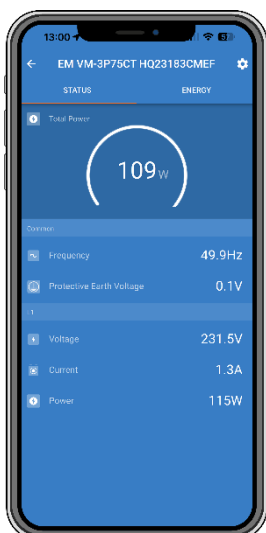 13:00
EM VM-3P75CT HQ23183CMEF
STATUS ENERGY
Total Power
109W
Common
Frequency 49.9Hz
Protective Earth Voltage 0.1V
Voltage 231.5V
Current 1.3A
Power 115W